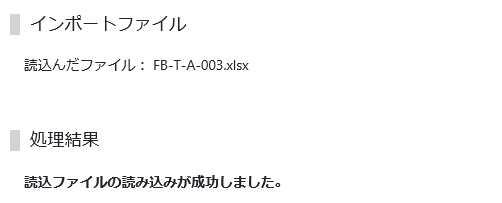 インポートファイル
読込んだファイル： FB-T-A-003.xlsx
処理結果
読込ファイルの読み込みが成功しました。